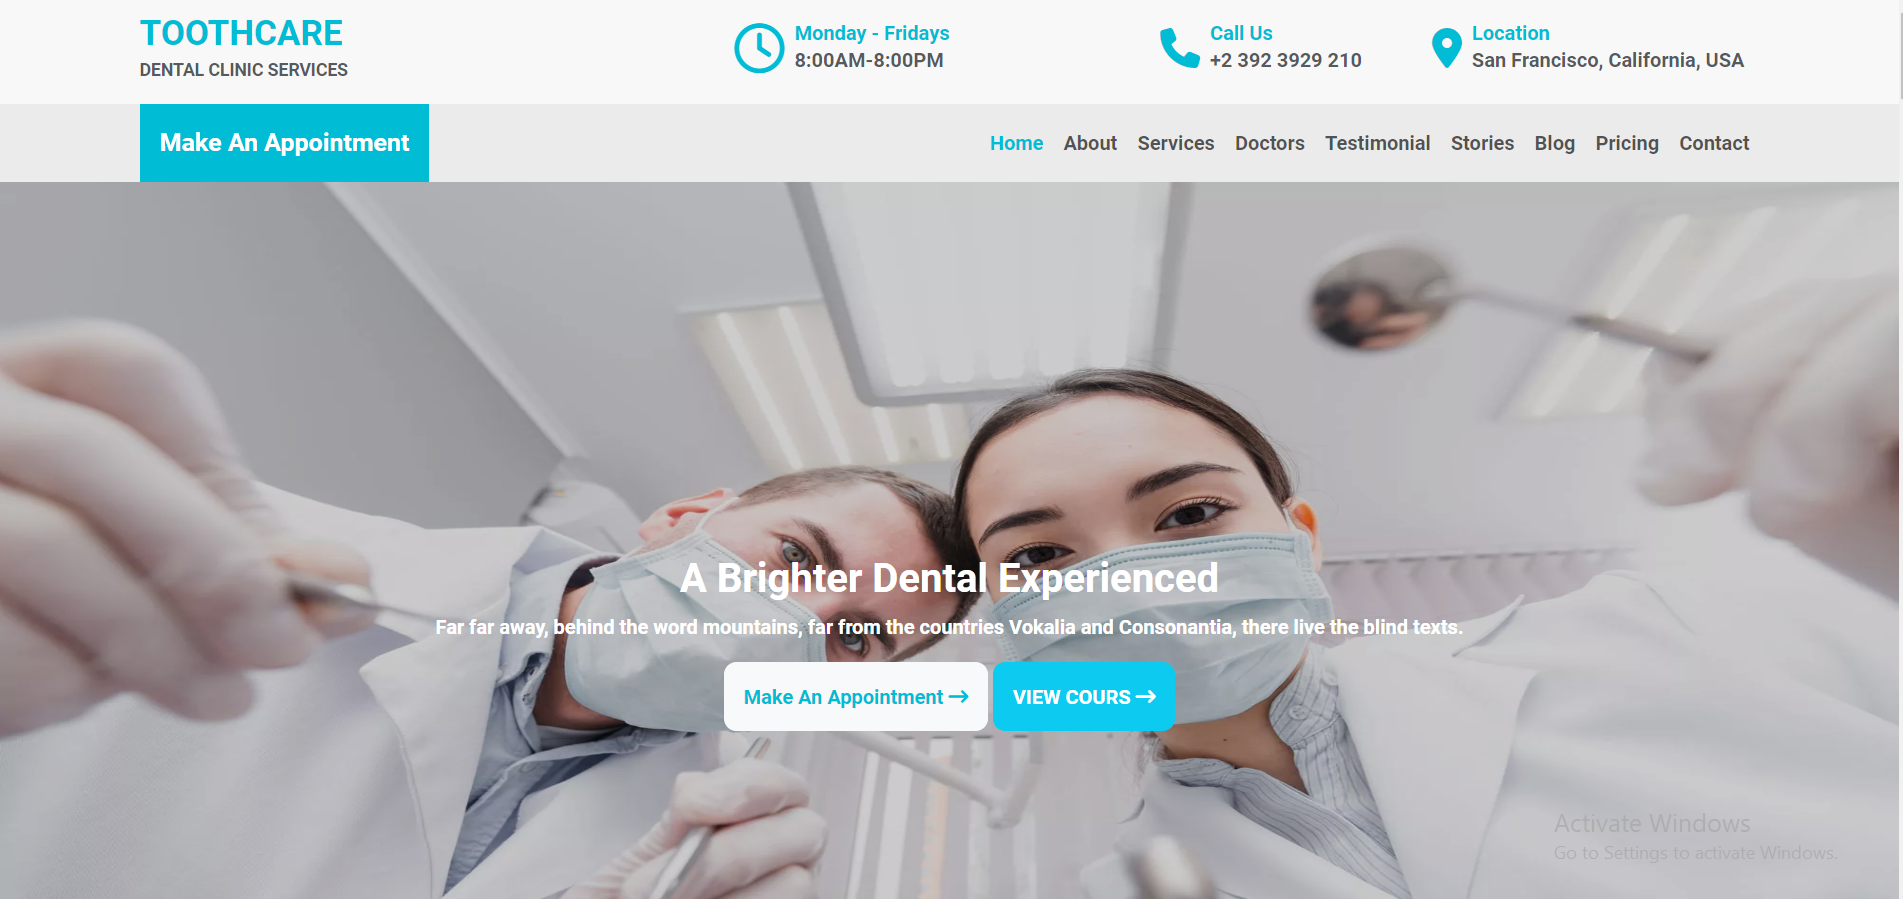 TOOTHCARE
DENTAL CLINIC SERVICES
Monday - Fridays
8:00AM-8:00PM
Call Us
+2 392 3929 210
Location
San Francisco, California, USA
Make An Appointment
Home About Services Doctors Testimonial Stories Blog Pricing Contact
A Brighter Dental Experienced
Far far away, behind the word mountains, far from the countries Vokalia and Consonantia, there live the blind texts.
Make An Appointment →
VIEW COURS →
Activate Windows
Go to Settings to activate Windows.